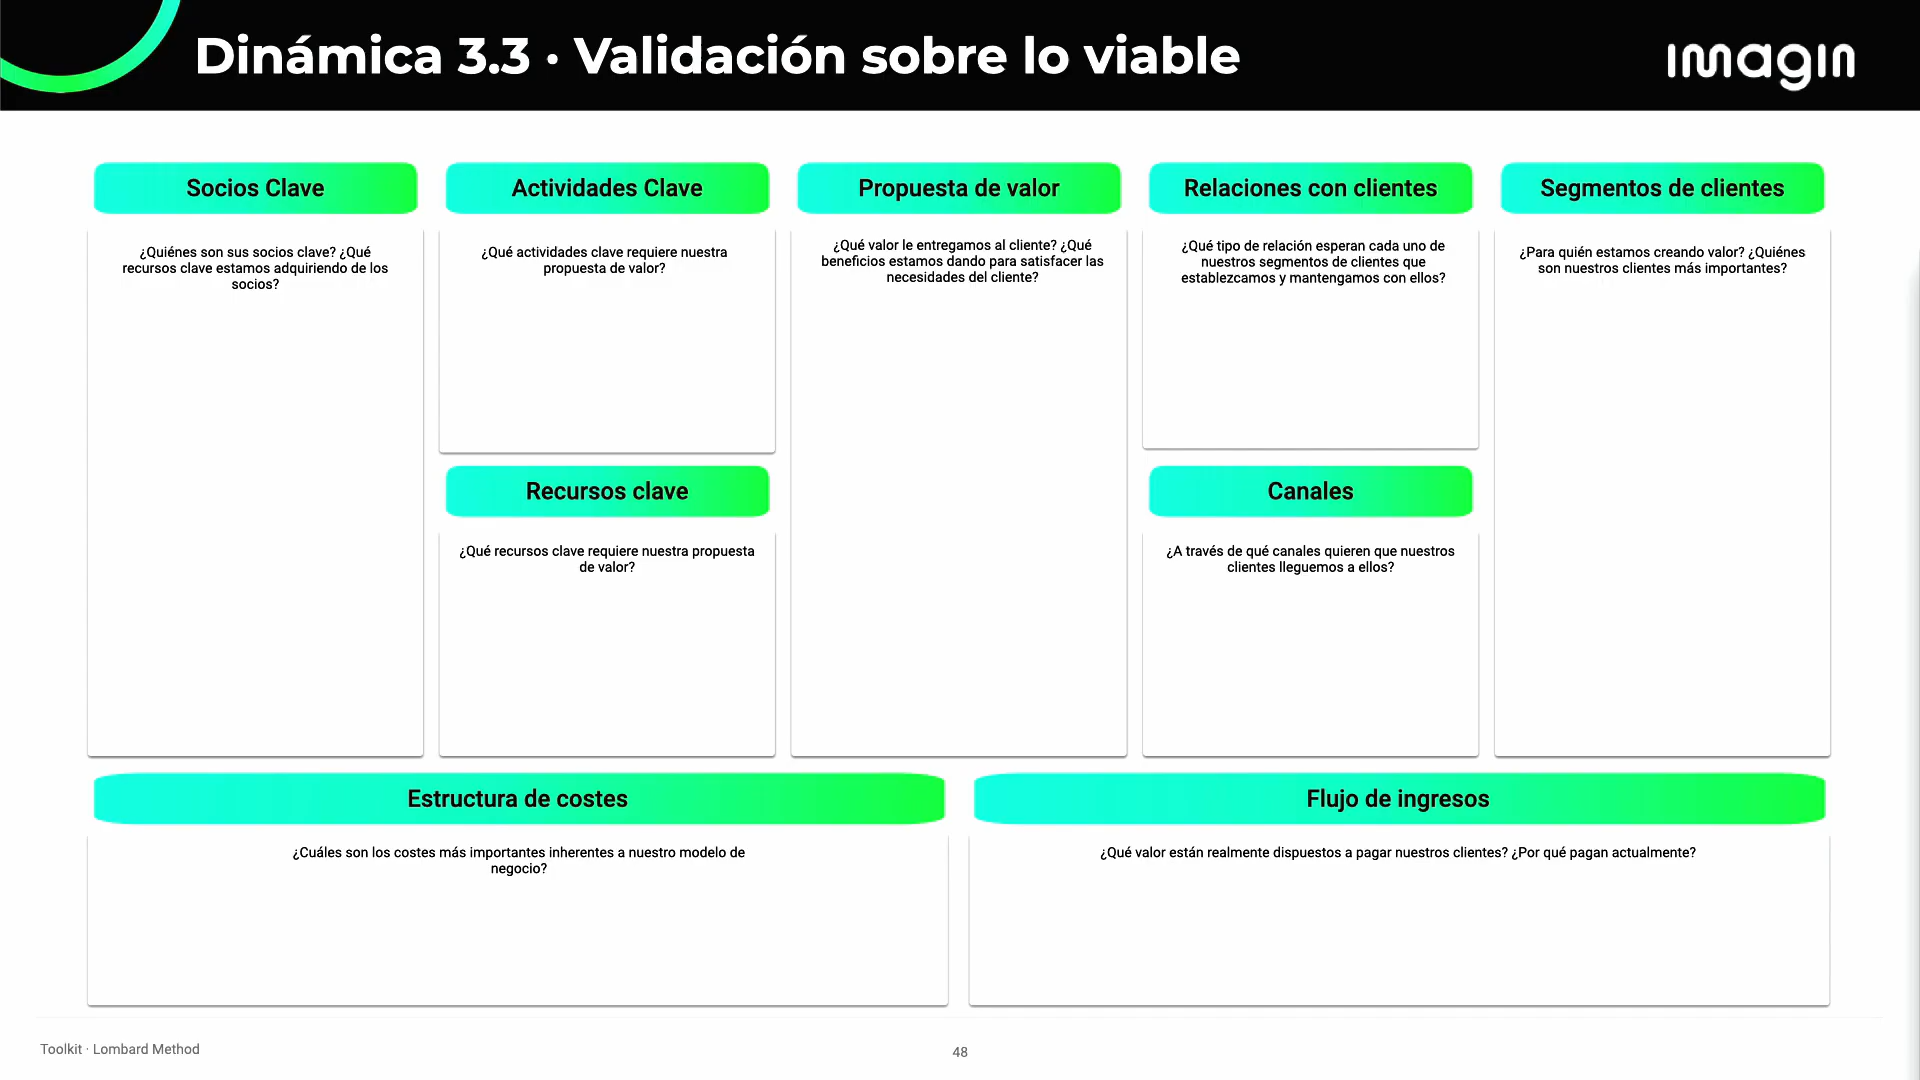 Dinámica 3.3 · Validación sobre lo viable
imagin
Socios Clave
¿Quiénes son sus socios clave? ¿Qué
recursos clave estamos adquiriendo de los
socios?
Actividades Clave
¿Qué actividades clave requiere nuestra
propuesta de valor?
Recursos clave
¿Qué recursos clave requiere nuestra propuesta
de valor?
Propuesta de valor
¿Qué valor le entregamos al cliente? ¿Qué
beneficios estamos dando para satisfacer las
necesidades del cliente?
Relaciones con clientes
¿Qué tipo de relación esperan cada uno de
nuestros segmentos de clientes que
establezcamos y mantengamos con ellos?
Canales
¿A través de qué canales quieren que nuestros
clientes lleguemos a ellos?
Segmentos de clientes
¿Para quién estamos creando valor? ¿Quiénes
son nuestros clientes más importantes?
Estructura de costes
¿Cuáles son los costes más importantes inherentes a nuestro modelo de
negocio?
Flujo de ingresos
¿Qué valor están realmente dispuestos a pagar nuestros clientes? ¿Por qué pagan actualmente?
Toolkit · Lombard Method
48